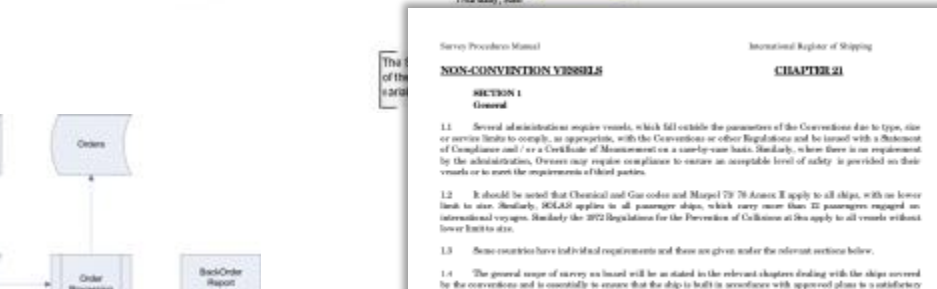 Thursday, June
The S
of the
variab
Orders
Order
Processing
BackOrder
Report
Survey Procedures Manual
International Register of Shipping
NON-CONVENTION VESSELS
CHAPTER 21
SECTION 1
General
1.1 Several administrations require vessels, which fall outside the parameters of the Conventions due to type, size
or service limits to comply, as appropriate, with the Conventions or other Regulations and be issued with a Statement
of Compliance and / or a Certificate of Measurement on a case-by-case basis. Similarly, where there is no requirement
by the administration, Owners may require compliance to ensure an acceptable level of safety is provided on their
vessels or to meet the requirements of third parties.
1.2 It should be noted that Chemical and Gas codes and Marpol 73/ 78 Annex II apply to all ships, with no lower
limit to size. Similarly, SOLAS applies to all passenger ships, which carry more than 12 passengers engaged on
international voyages. Similarly the 1972 Regulations for the Prevention of Collisions at Sea apply to all vessels without
lower limit to size.
1.3 Some countries have individual requirements and these are given under the relevant sections below.
1.4 The general scope of survey on board will be as stated in the relevant chapters dealing with the ships covered
by the conventions and is essentially to ensure that the ship is built in accordance with approved plans to a satisfactory